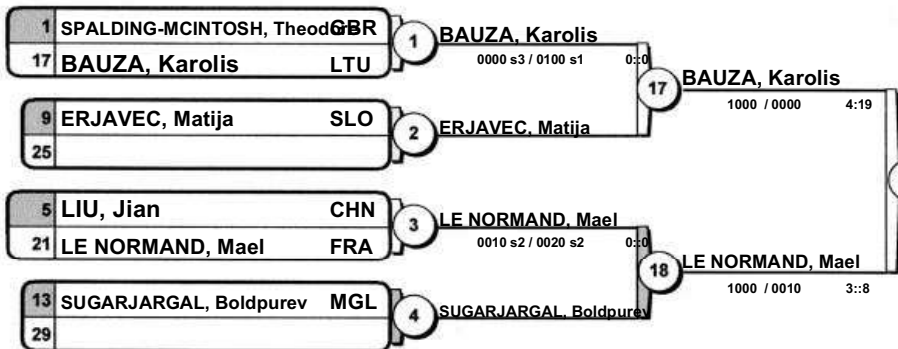 1 SPALDING-MCINTOSH, Theodore GBR
17 BAUZA, Karolis LTU
1
BAUZA, Karolis
0000 s3 / 0100 s1 0::0
9 ERJAVEC, Matija SLO
25
2
ERJAVEC, Matija
17
BAUZA, Karolis
1000 / 0000 4:19
5 LIU, Jian CHN
21 LE NORMAND, Mael FRA
3
LE NORMAND, Mael
0010 s2 / 0020 s2 0::0
13 SUGARJARGAL, Boldpurev MGL
29
4
SUGARJARGAL, Boldpurev
18
LE NORMAND, Mael
1000 / 0010 3::8